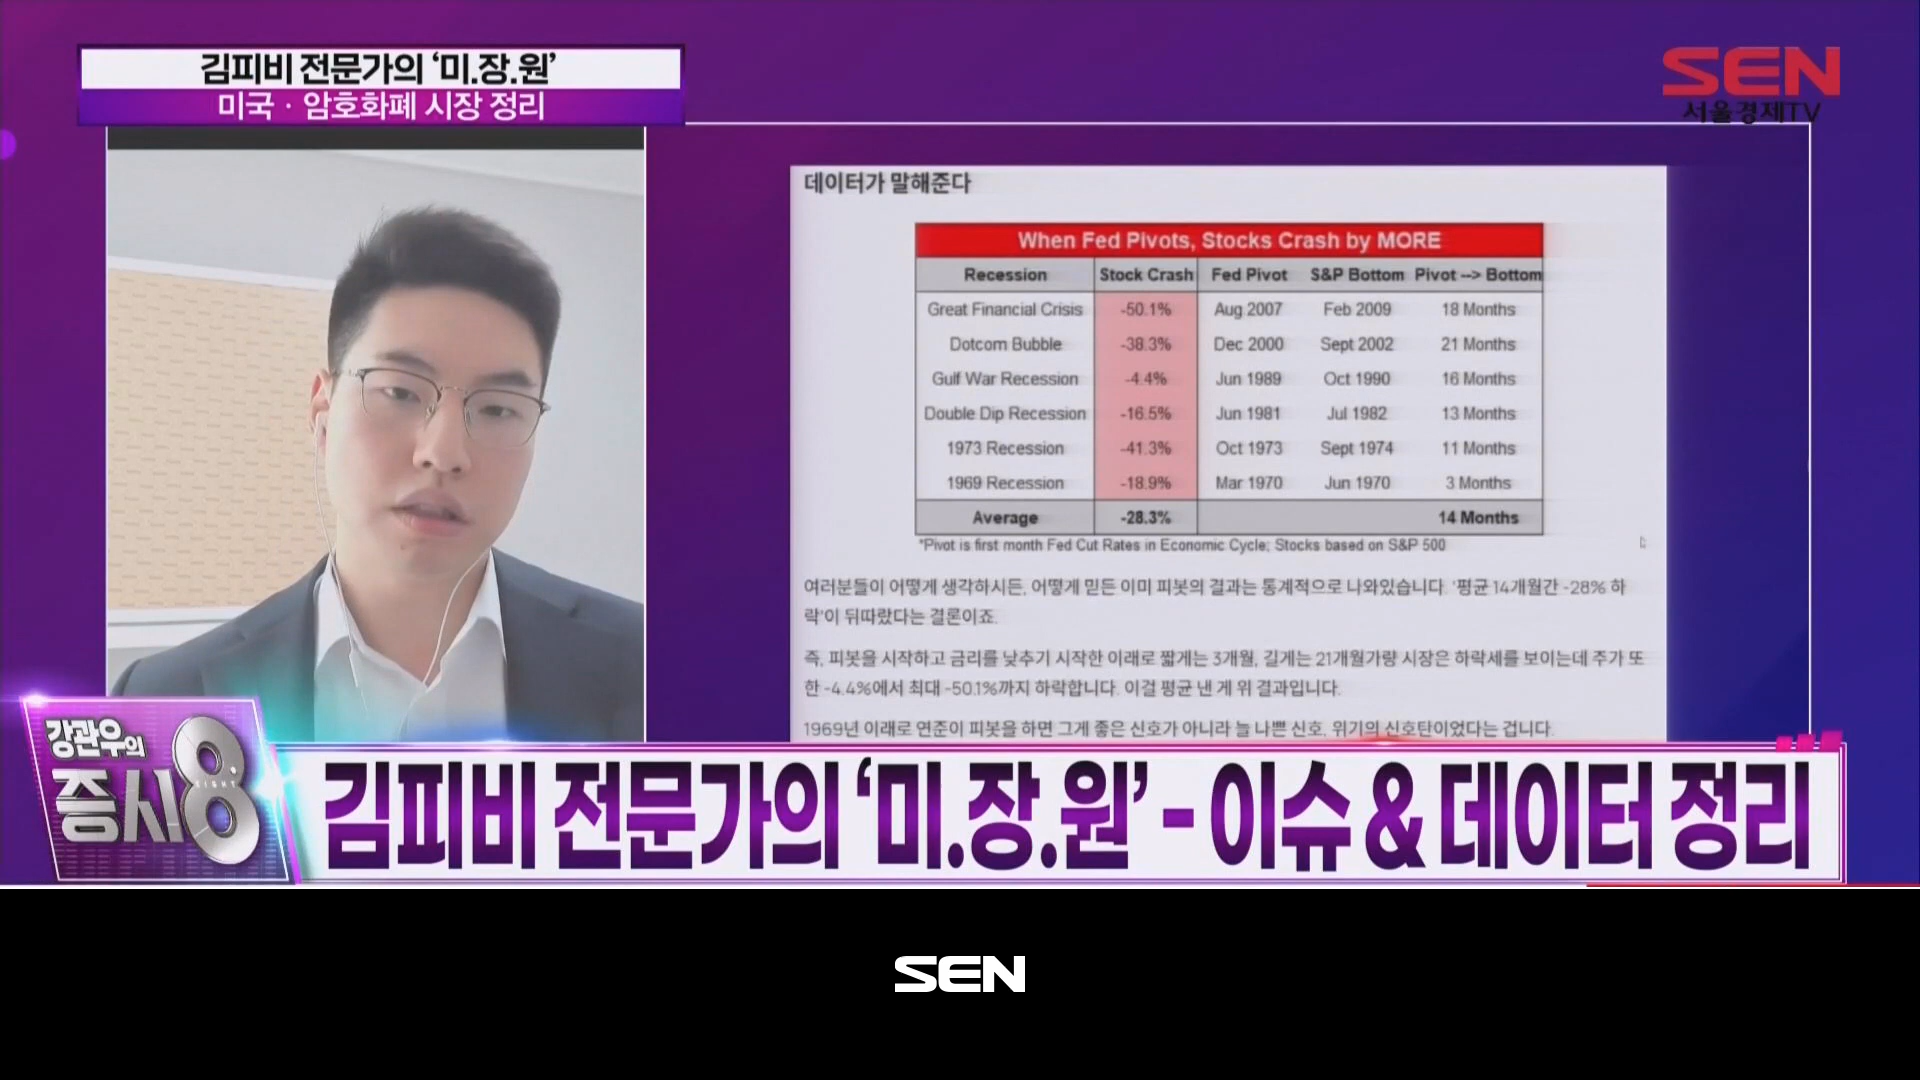 김피비 전문가의 ‘미.장.원’
미국 · 암호화폐 시장 정리
SEN
서울경제TV
데이터가 말해준다
When Fed Pivots, Stocks Crash by MORE
Recession Stock Crash Fed Pivot S&P Bottom Pivot --> Bottom
Great Financial Crisis -50.1% Aug 2007 Feb 2009 18 Months
Dotcom Bubble -38.3% Dec 2000 Sept 2002 21 Months
Gulf War Recession -4.4% Jun 1989 Oct 1990 16 Months
Double Dip Recession -16.5% Jun 1981 Jul 1982 13 Months
1973 Recession -41.3% Oct 1973 Sept 1974 11 Months
1969 Recession -18.9% Mar 1970 Jun 1970 3 Months
Average -28.3% 14 Months
*Pivot is first month Fed Cut Rates in Economic Cycle; Stocks based on S&P 500
여러분들이 어떻게 생각하시든, 어떻게 믿든 이미 피봇의 결과는 통계적으로 나와있습니다. '평균 14개월간 -28% 하
락'이 뒤따랐다는 결론이죠.
즉, 피봇을 시작하고 금리를 낮추기 시작한 이래로 짧게는 3개월, 길게는 21개월가량 시장은 하락세를 보이는데 주가 또
한 -4.4%에서 최대 -50.1%까지 하락합니다. 이걸 평균 낸 게 위 결과입니다.
1969년 이래로 연준이 피봇을 하면 그게 좋은 신호가 아니라 늘 나쁜 신호, 위기의 신호탄이었다는 겁니다.
강관우의
증시8
EIGHT
김피비 전문가의 ‘미.장.원’ - 이슈 & 데이터 정리
SEN